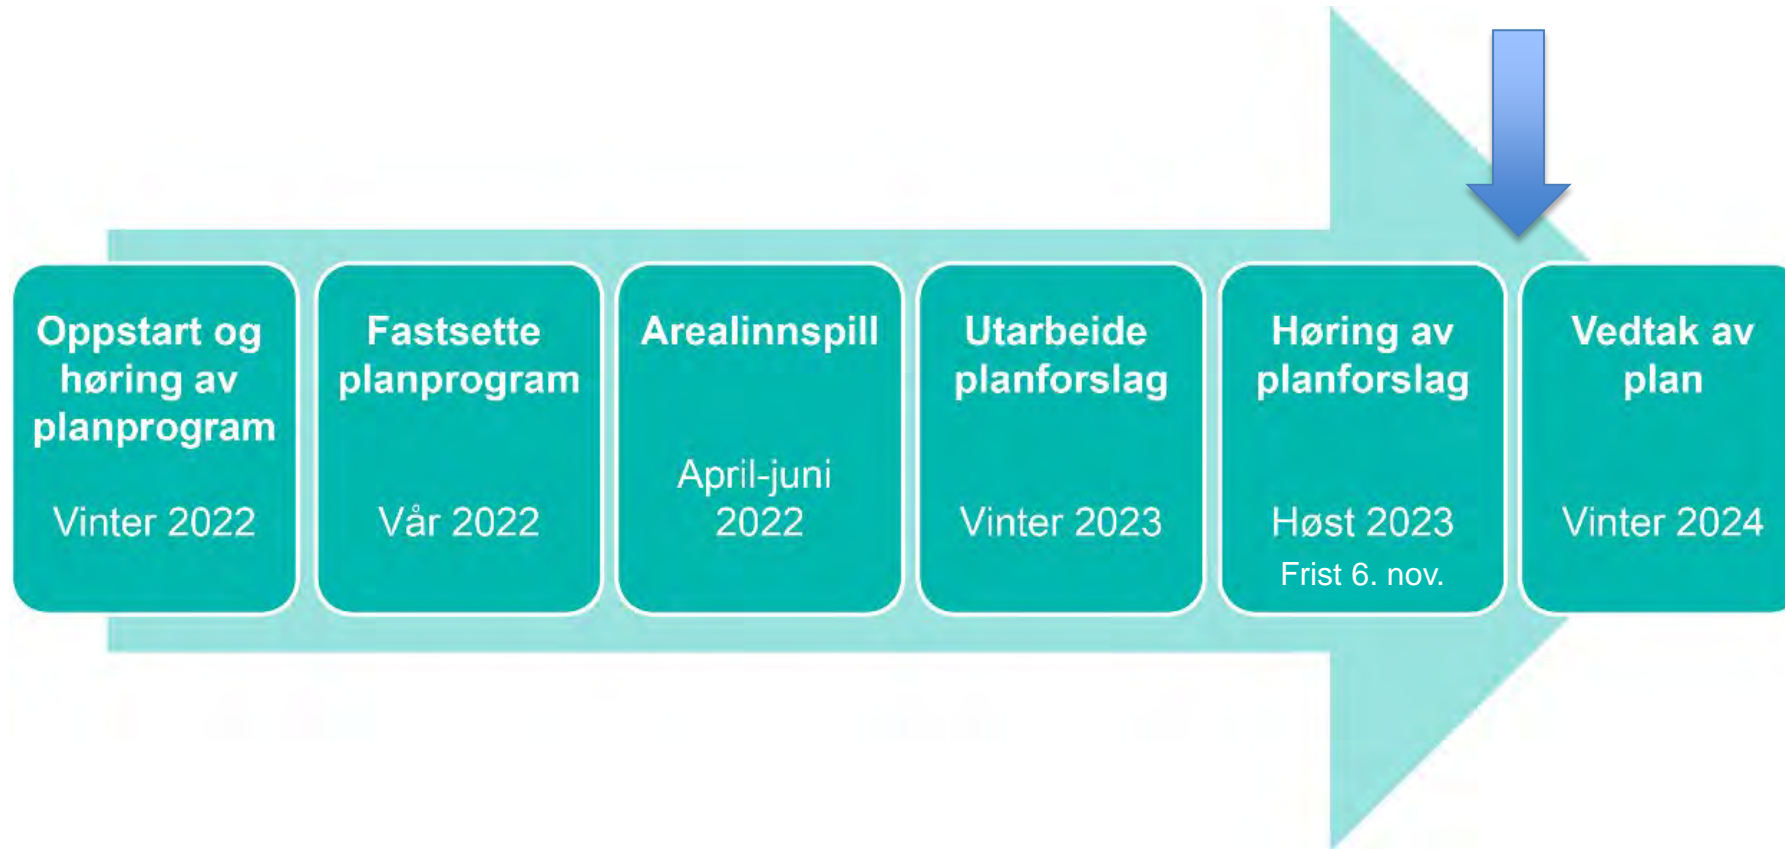 Oppstart og
høring av
planprogram
Vinter 2022
Fastsette
planprogram
Vår 2022
Arealinnspill
April-juni
2022
Utarbeide
planforslag
Vinter 2023
Høring av
planforslag
Høst 2023
Frist 6. nov.
Vedtak av
plan
Vinter 2024